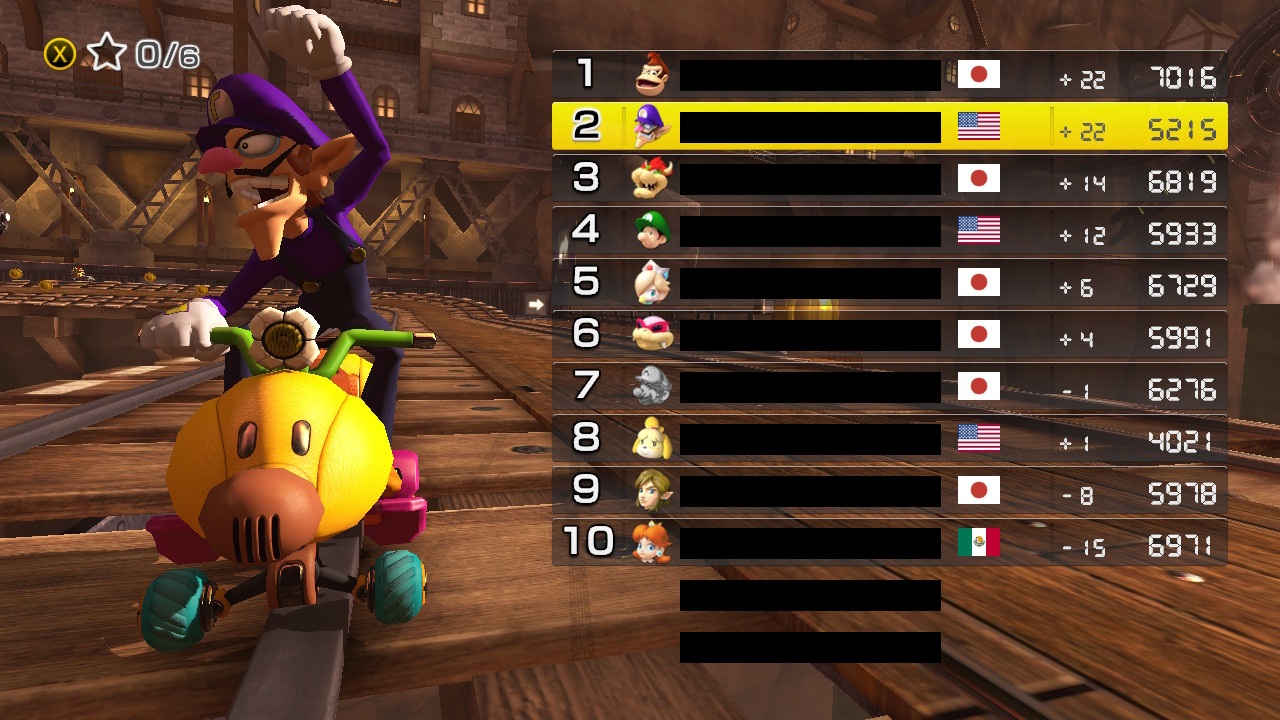 X 0/6
1 + 22 7016
2 + 22 5215
3 + 14 6819
4 + 12 5933
5 + 6 6729
6 + 4 5991
7 - 1 6276
8 + 1 4021
9 - 8 5978
10 - 15 6971